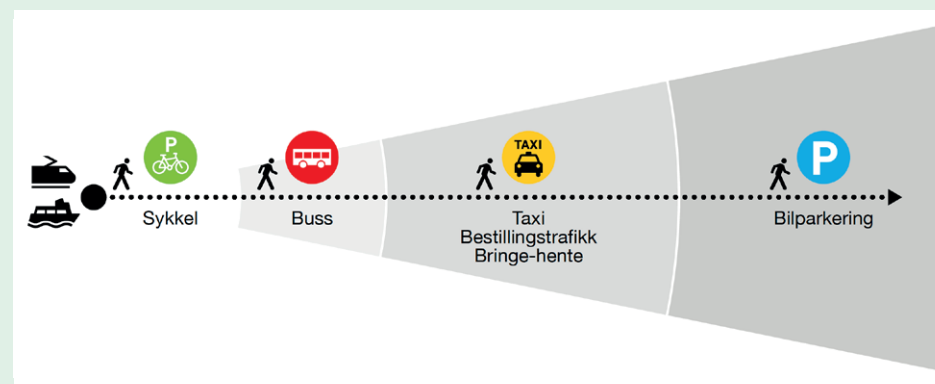 P
TAXI
P
Sykkel
Buss
Taxi
Bestillingstrafikk
Bringe-hente
Bilparkering